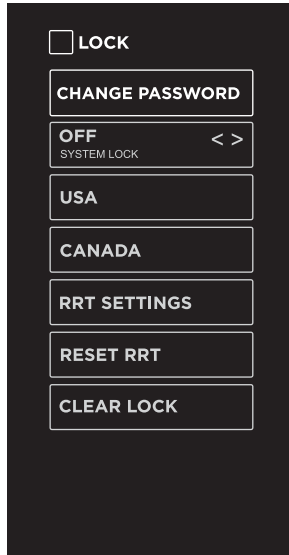 LOCK
CHANGE PASSWORD
OFF < >
SYSTEM LOCK
USA
CANADA
RRT SETTINGS
RESET RRT
CLEAR LOCK